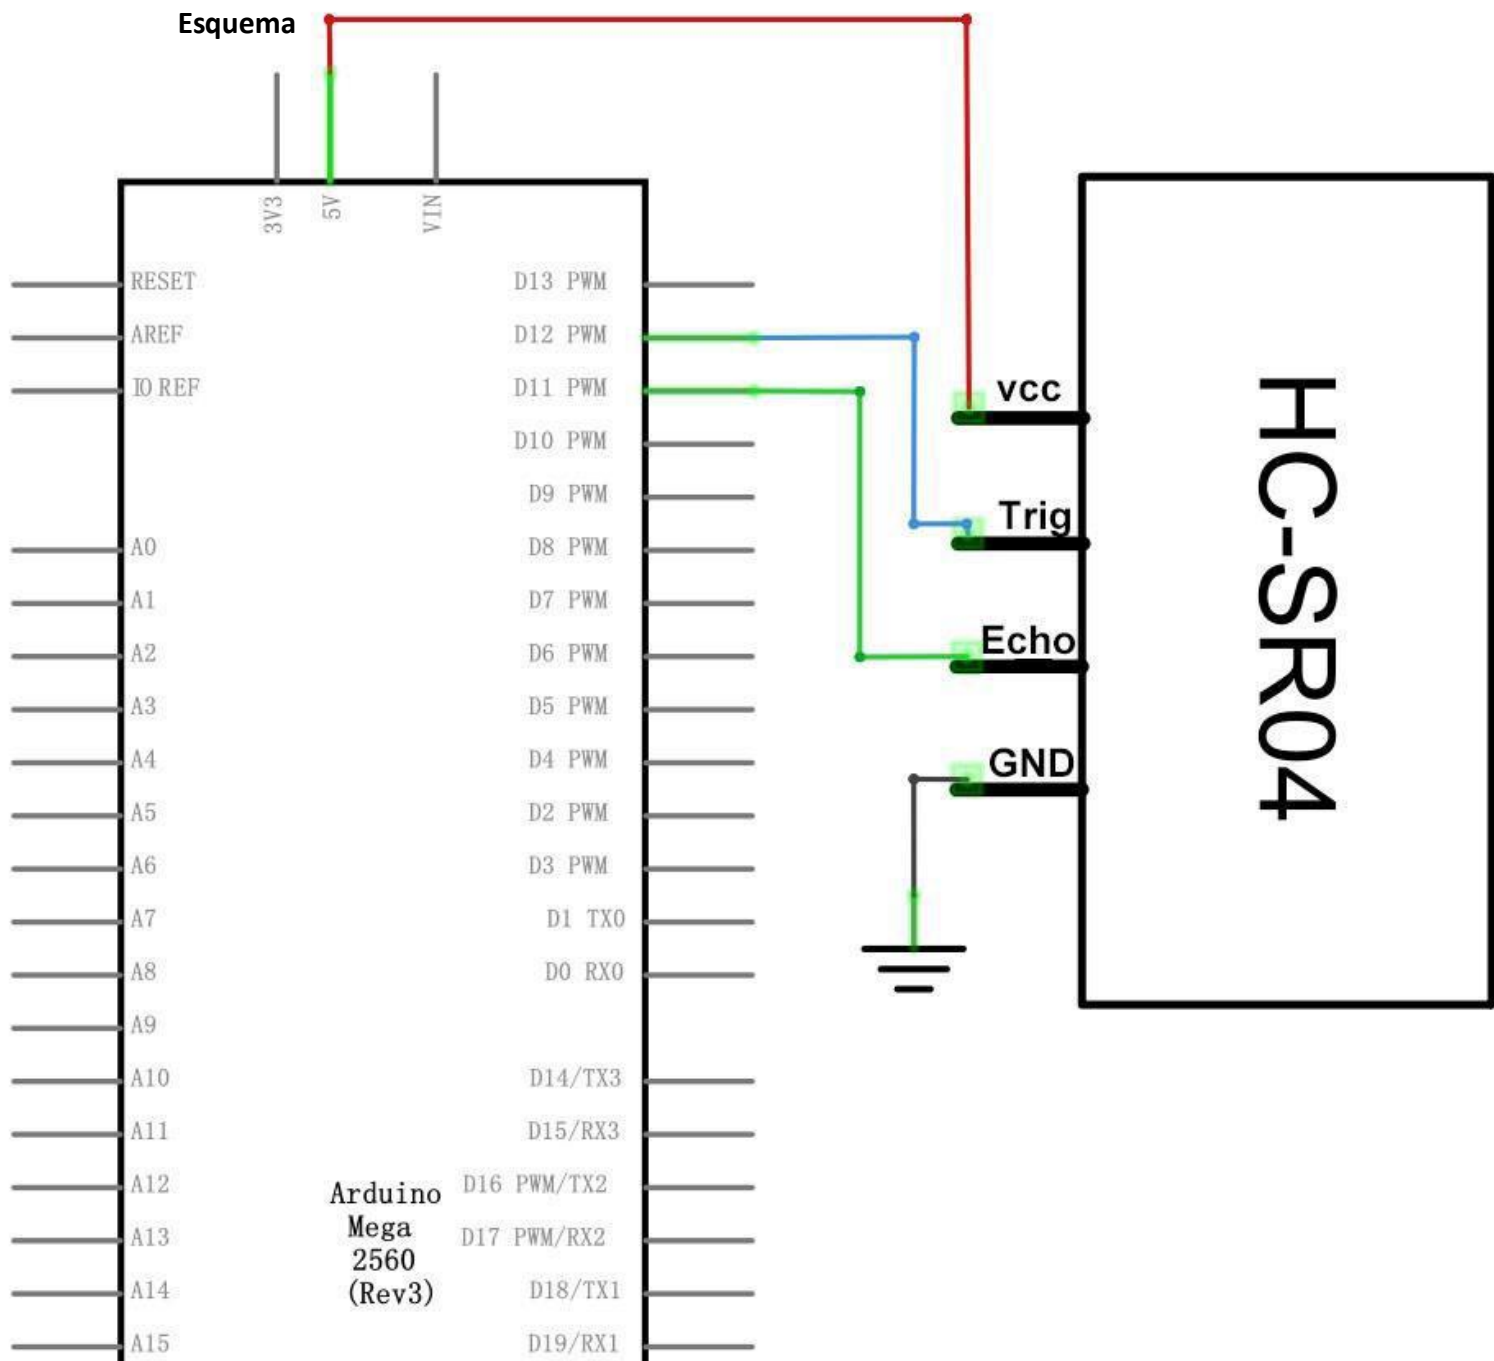 Esquema
3V3
5V
VIN
RESET
AREF
IO REF
A0
A1
A2
A3
A4
A5
A6
A7
A8
A9
A10
A11
A12
A13
A14
A15
D13 PWM
D12 PWM
D11 PWM
D10 PWM
D9 PWM
D8 PWM
D7 PWM
D6 PWM
D5 PWM
D4 PWM
D2 PWM
D3 PWM
D1 TX0
D0 RX0
D14/TX3
D15/RX3
D16 PWM/TX2
D17 PWM/RX2
D18/TX1
D19/RX1
Arduino
Mega
2560
(Rev3)
vcc
Trig
Echo
GND
HC-SR04